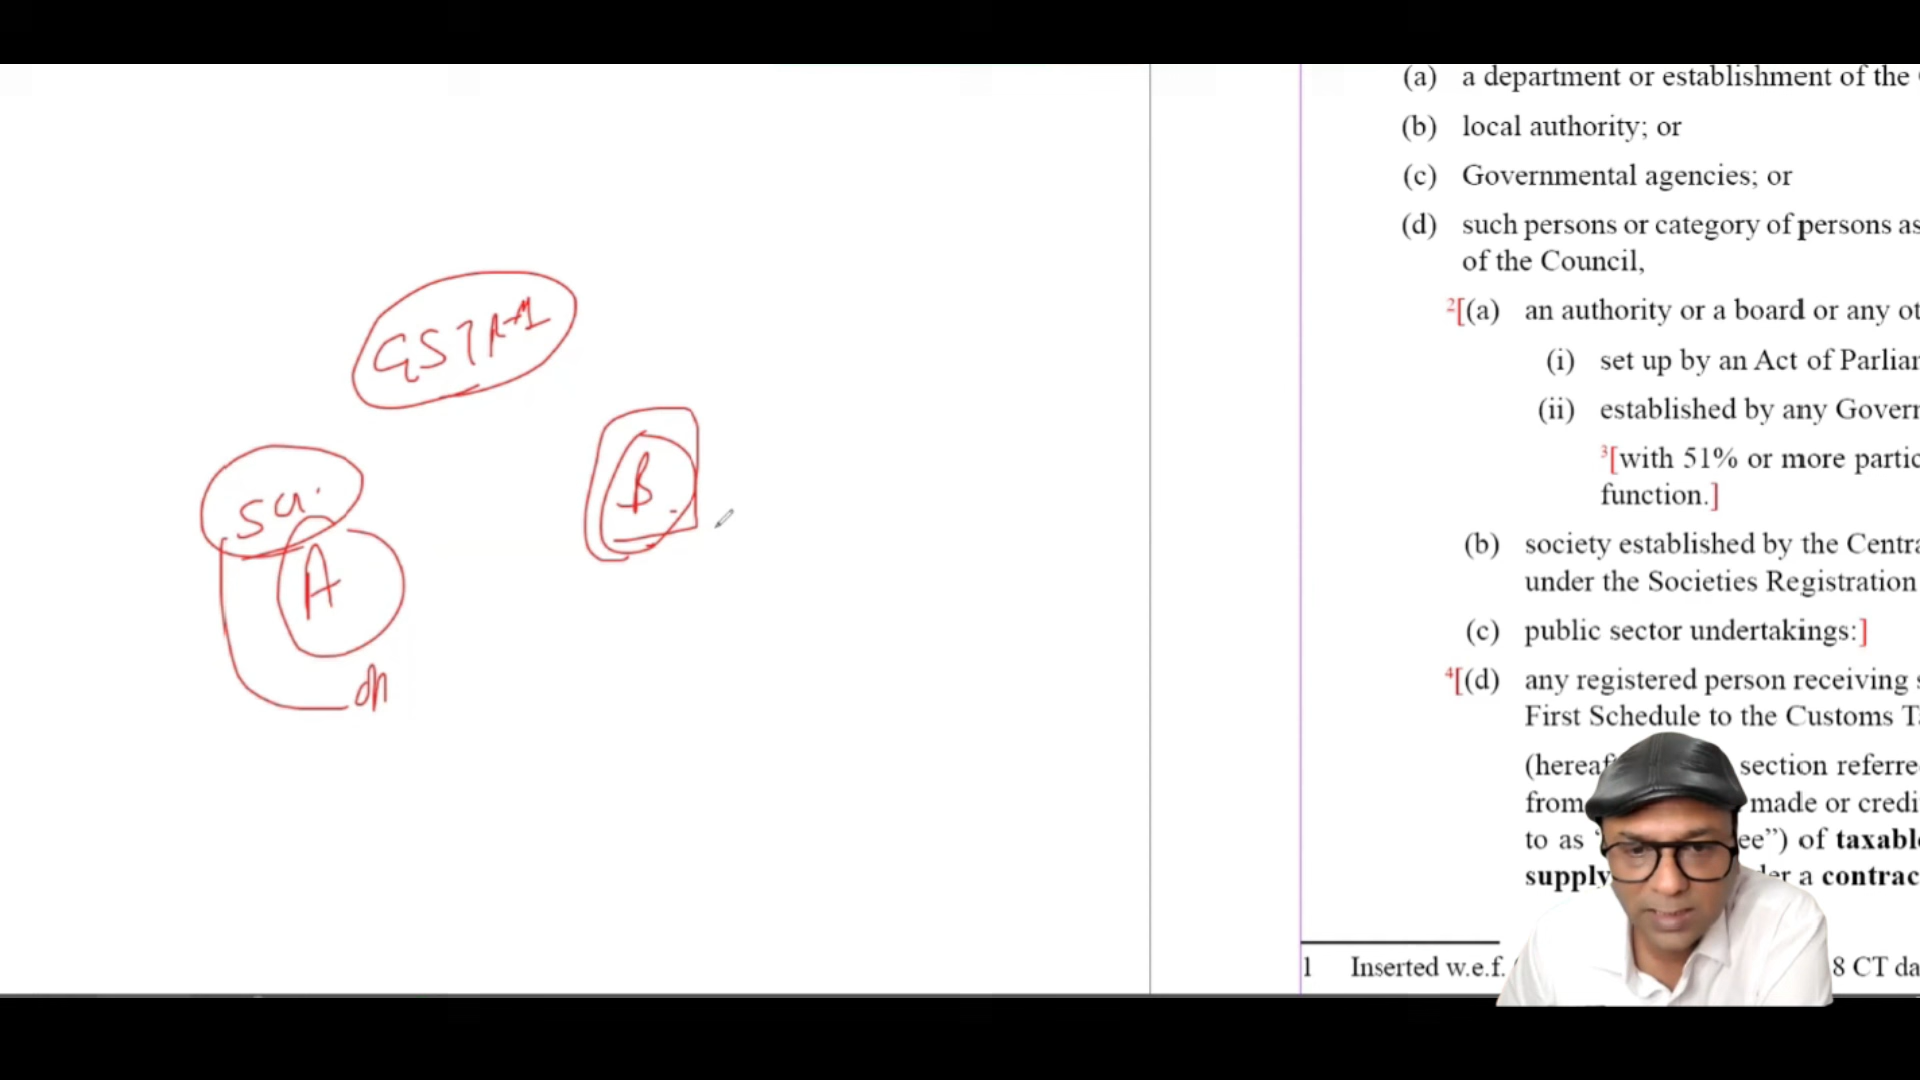 GSTR-1
B.
A
(a) a department or establishment of the
(b) local authority; or
(c) Governmental agencies; or
(d) such persons or category of persons as
of the Council,
2[(a) an authority or a board or any ot
(i) set up by an Act of Parliam
(ii) established by any Govern
3[with 51% or more partic
function.]
(b) society established by the Centra
under the Societies Registration
(c) public sector undertakings:]
4[(d) any registered person receiving s
First Schedule to the Customs Ta
(hereaf section referre
from made or credi
to as ee”) of taxable
supply a contrac
1 Inserted w.e.f. 8 CT da